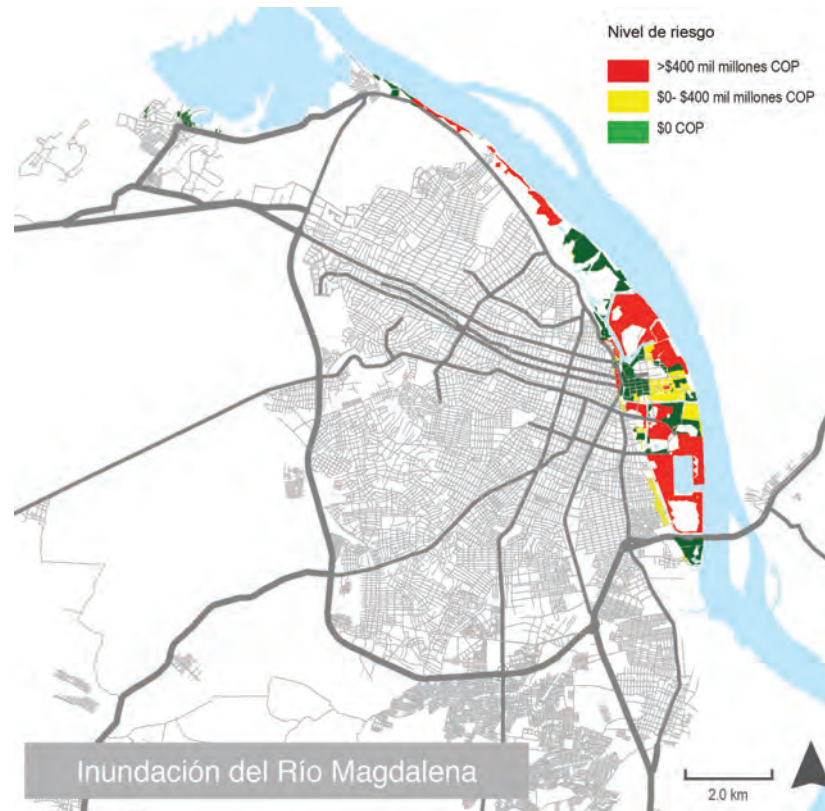 Nivel de riesgo
>$400 mil millones COP
$0- $400 mil millones COP
$0 COP
Inundación del Río Magdalena
2.0 km